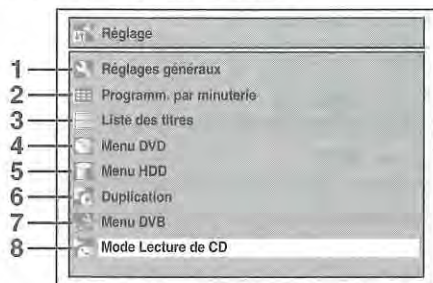 Réglage
1 Réglages généraux
2 Programm. par minuterie
3 Liste des titres
4 Menu DVD
5 Menu HDD
6 Duplication
7 Menu DVB
8 Mode Lecture de CD